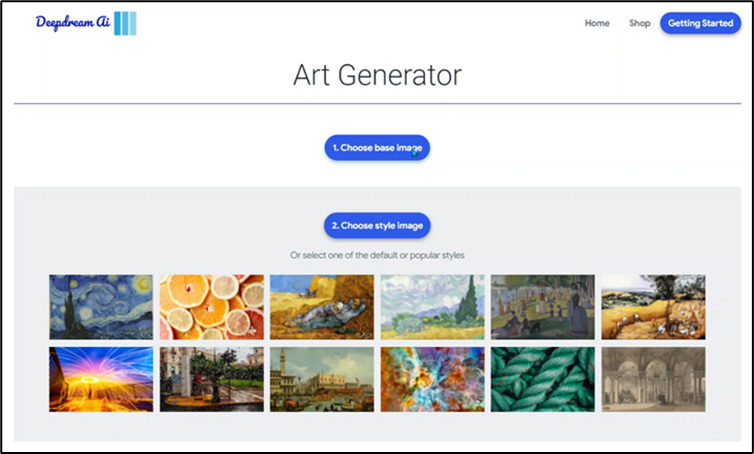 Deepdream Ai
Home Shop Getting Started
Art Generator
1. Choose base image
2. Choose style image
Or select one of the default or popular styles